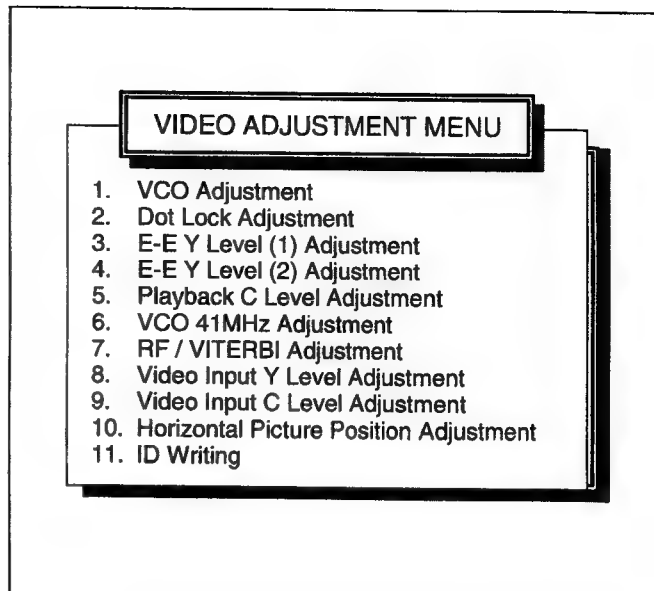 VIDEO ADJUSTMENT MENU
1. VCO Adjustment
2. Dot Lock Adjustment
3. E-E Y Level (1) Adjustment
4. E-E Y Level (2) Adjustment
5. Playback C Level Adjustment
6. VCO 41MHz Adjustment
7. RF / VITERBI Adjustment
8. Video Input Y Level Adjustment
9. Video Input C Level Adjustment
10. Horizontal Picture Position Adjustment
11. ID Writing